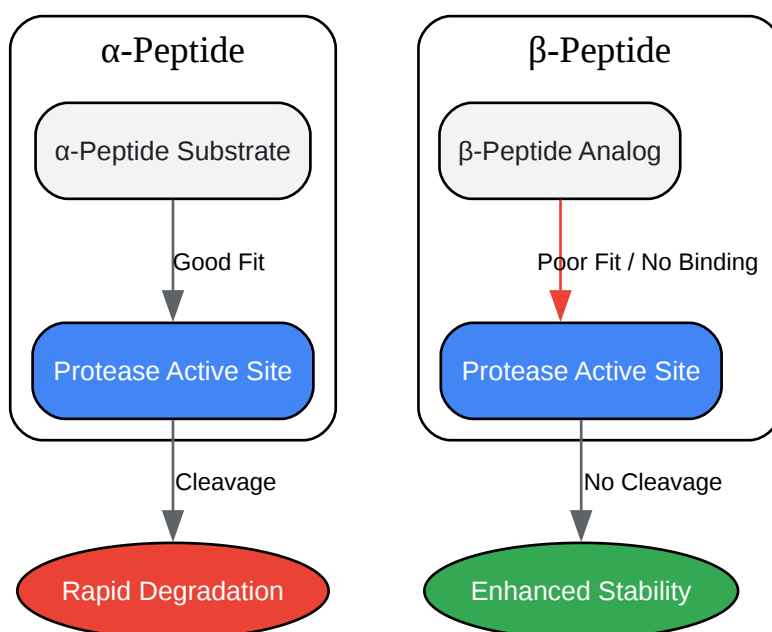 α-Peptide
α-Peptide Substrate
Good Fit
Protease Active Site
Cleavage
Rapid Degradation
β-Peptide
β-Peptide Analog
Poor Fit / No Binding
Protease Active Site
No Cleavage
Enhanced Stability